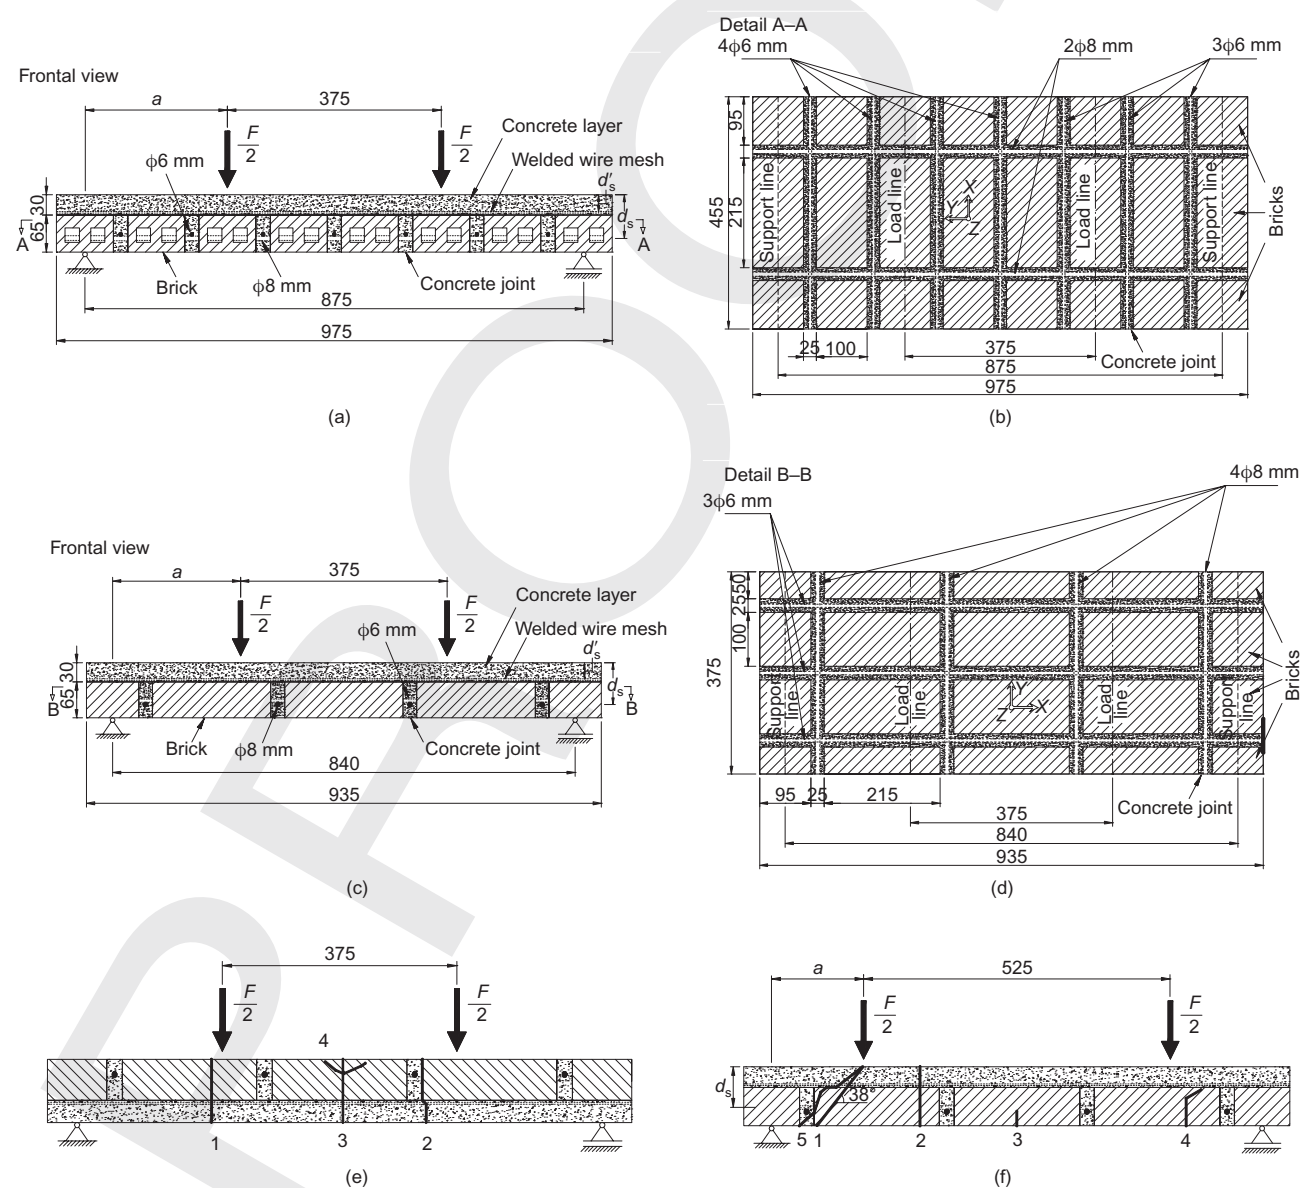 Frontal view
a
375
F
2
F
2
Concrete layer
Welded wire mesh
ϕ6 mm
d′s
ds
30
65
A
A
Brick
ϕ8 mm
Concrete joint
875
975
(a)
Detail A–A
4ϕ6 mm
2ϕ8 mm
3ϕ6 mm
95
455
215
Support line
Load line
X
Y
Z
Load line
Support line
Bricks
25
100
375
Concrete joint
875
975
(b)
Frontal view
a
375
F
2
F
2
Concrete layer
Welded wire mesh
ϕ6 mm
d′s
ds
30
65
B
B
Brick
ϕ8 mm
Concrete joint
840
935
(c)
Detail B–B
3ϕ6 mm
4ϕ8 mm
50
25
100
375
Support
line
Load
line
Y
Z
X
Load
line
Support
line
Bricks
95
25
215
Concrete joint
375
840
935
(d)
375
F
2
F
2
4
1
3
2
(e)
a
525
F
2
F
2
ds
38°
5
1
2
3
4
(f)
PROO